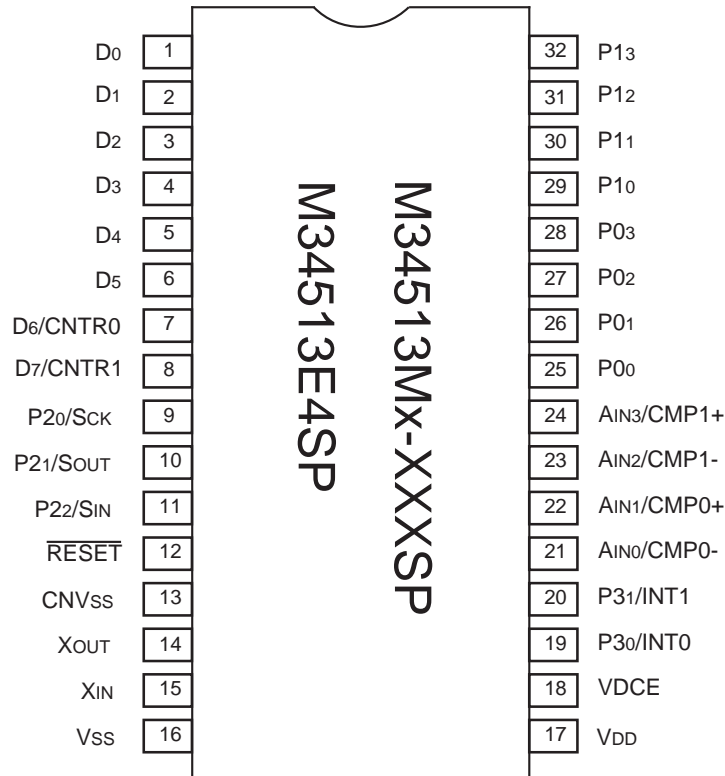 D0 1 32 P13
D1 2 31 P12
D2 3 30 P11
D3 4 29 P10
D4 5 28 P03
D5 6 27 P02
D6/CNTR0 7 26 P01
D7/CNTR1 8 25 P00
P20/SCK 9 24 AIN3/CMP1+
P21/SOUT 10 23 AIN2/CMP1-
P22/SIN 11 22 AIN1/CMP0+
RESET 12 21 AIN0/CMP0-
CNVSS 13 20 P31/INT1
XOUT 14 19 P30/INT0
XIN 15 18 VDCE
VSS 16 17 VDD
M34513Mx-XXXSP
M34513E4SP